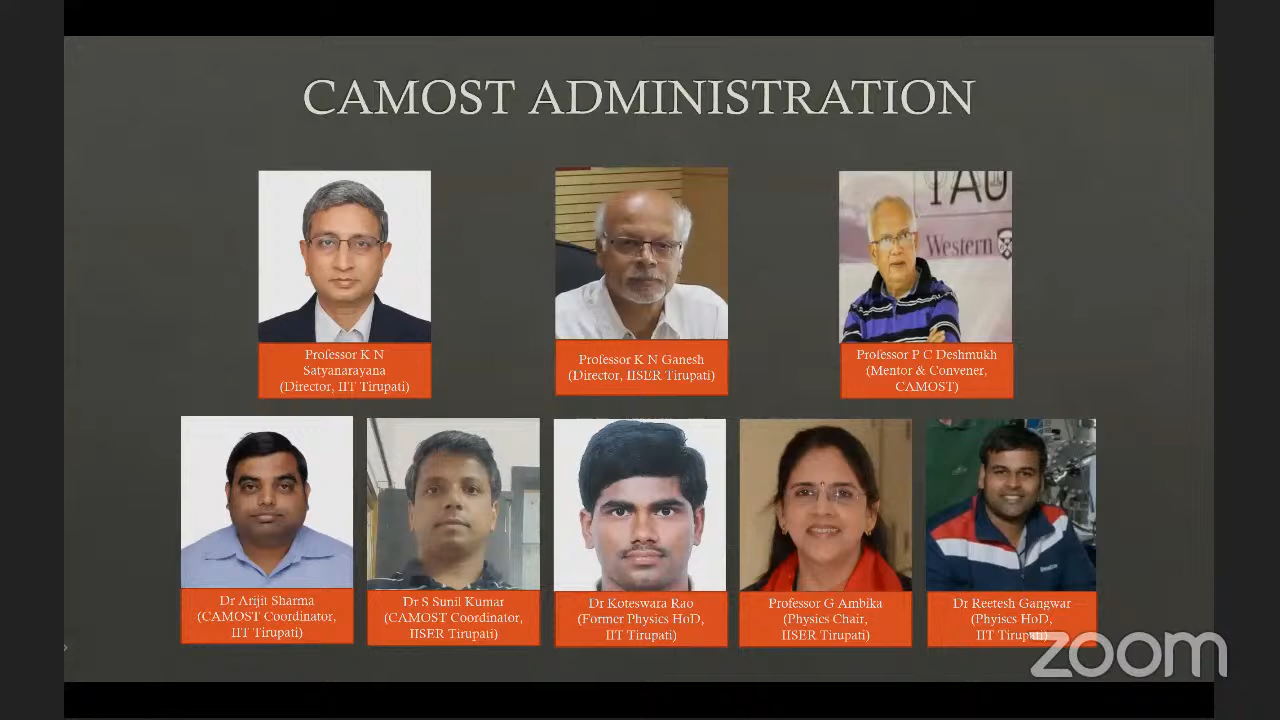 CAMOST ADMINISTRATION
IAU
Western
Professor K N
Satyanarayana
(Director, IIT Tirupati)
Professor K N Ganesh
(Director, IISER Tirupati)
Professor P C Deshmukh
(Mentor & Convener,
CAMOST)
Dr Arijit Sharma
(CAMOST Coordinator,
IIT Tirupati)
Dr S Sunil Kumar
(CAMOST Coordinator,
IISER Tirupati)
Dr Koteswara Rao
(Former Physics HoD,
IIT Tirupati)
Professor G Ambika
(Physics Chair,
IISER Tirupati)
Dr Reetesh Gangwar
(Phyiscs HoD,
IIT Tirupati)
zoom